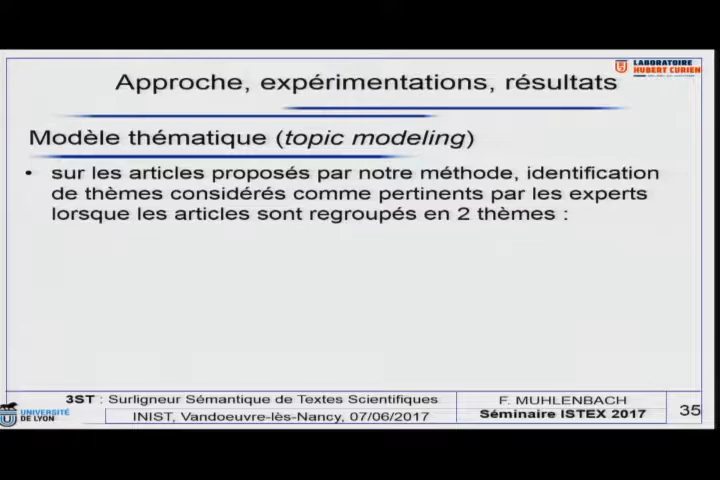 LABORATOIRE
HUBERT CURIEN
Approche, expérimentations, résultats
Modèle thématique (topic modeling)
• sur les articles proposés par notre méthode, identification
de thèmes considérés comme pertinents par les experts
lorsque les articles sont regroupés en 2 thèmes :
UNIVERSITÉ
DE LYON
3ST : Surligneur Sémantique de Textes Scientifiques
INIST, Vandoeuvre-lès-Nancy, 07/06/2017
F. MUHLENBACH
Séminaire ISTEX 2017
35